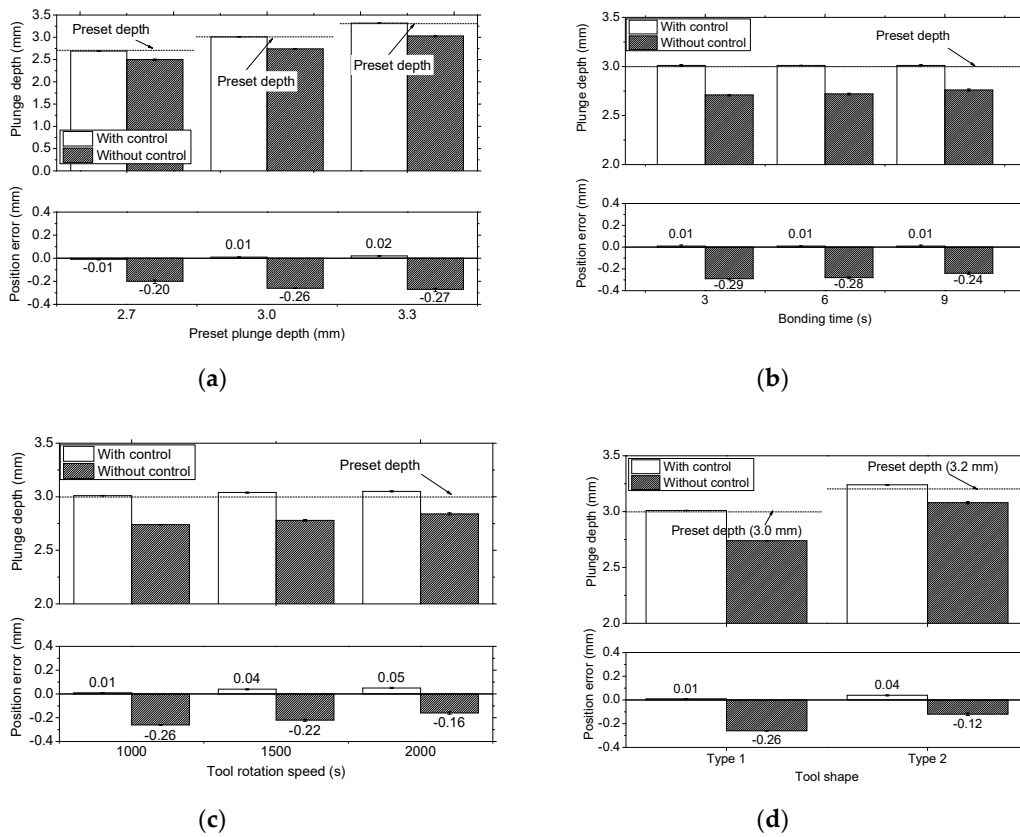 3.5
3.0
2.5
2.0
1.5
1.0
0.5
0.0
Plunge depth (mm)
Preset depth
Preset depth
Preset depth
With control
Without control
0.4
0.2
0.0
-0.2
-0.4
Position error (mm)
-0.01
-0.20
0.01
-0.26
0.02
-0.27
2.7
3.0
3.3
Preset plunge depth (mm)
(a)
3.5
3.0
2.5
2.0
Plunge depth (mm)
With control
Without control
Preset depth
0.4
0.2
0.0
-0.2
-0.4
Position error (mm)
0.01
-0.29
0.01
-0.28
0.01
-0.24
3
6
9
Bonding time (s)
(b)
3.5
3.0
2.5
2.0
Plunge depth (mm)
With control
Without control
Preset depth
0.4
0.2
0.0
-0.2
-0.4
Position error (mm)
0.01
-0.26
0.04
-0.22
0.05
-0.16
1000
1500
2000
Tool rotation speed (s)
(c)
3.5
3.0
2.5
2.0
Plunge depth (mm)
With control
Without control
Preset depth (3.0 mm)
Preset depth (3.2 mm)
0.4
0.2
0.0
-0.2
-0.4
Position error (mm)
0.01
-0.26
0.04
-0.12
Type 1
Type 2
Tool shape
(d)